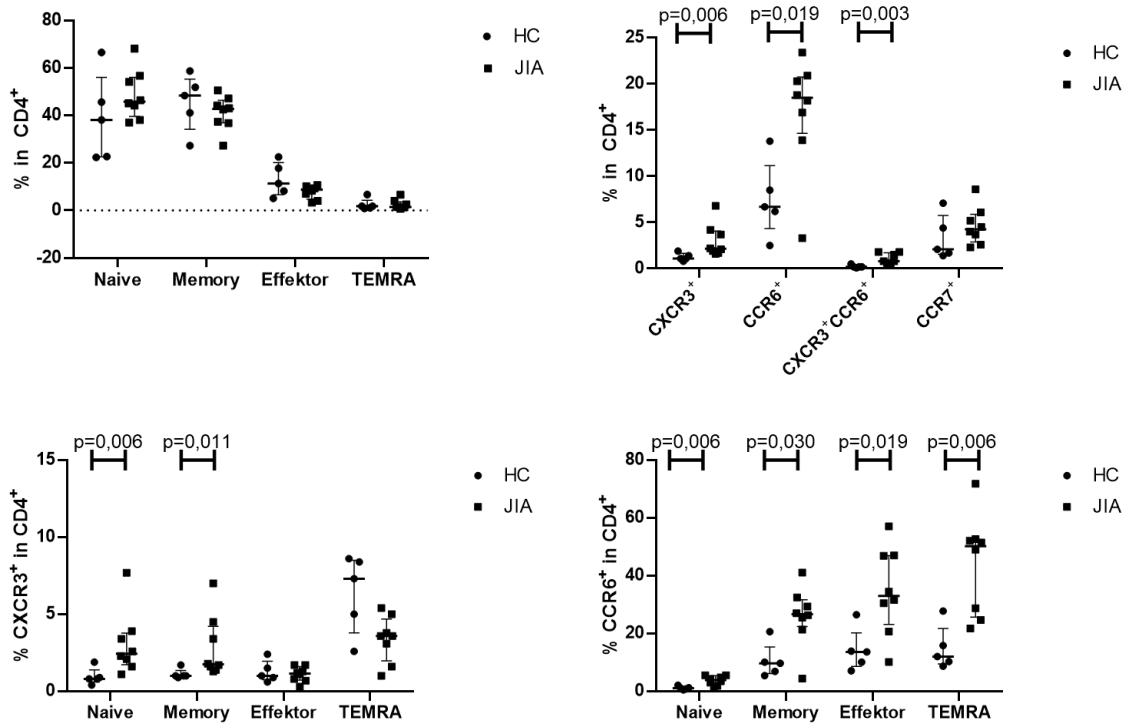 80
60
40
20
0
-20
% in CD4+
Naive Memory Effektor TEMRA
HC
JIA
p=0,006 p=0,019 p=0,003
25
20
15
10
5
0
% in CD4+
CXCR3+ CCR6+ CXCR3+CCR6+ CCR7+
HC
JIA
p=0,006 p=0,011
15
10
5
0
% CXCR3+ in CD4+
Naive Memory Effektor TEMRA
HC
JIA
p=0,006 p=0,030 p=0,019 p=0,006
80
60
40
20
0
% CCR6+ in CD4+
Naive Memory Effektor TEMRA
HC
JIA